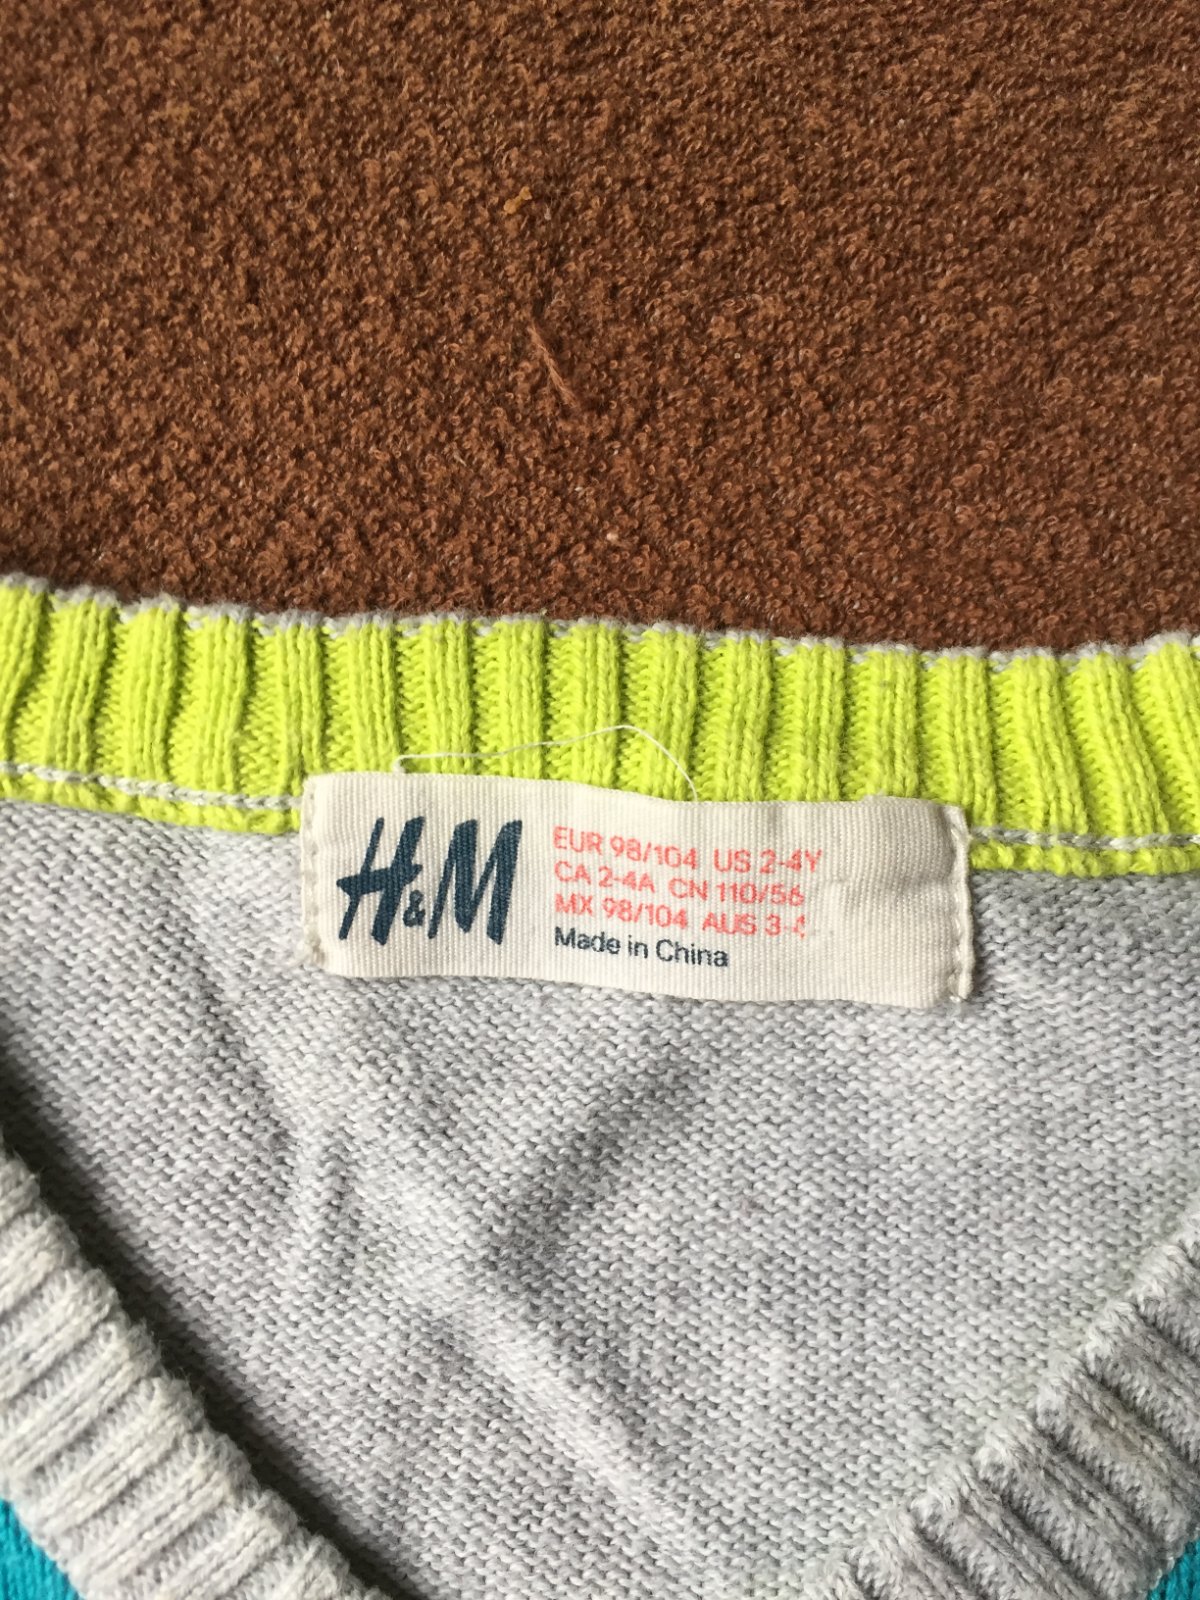 H&M
EUR 98/104 US 2-4Y
CA 2-4A CN 110/56
MX 98/104 AUS 3-4
Made in China